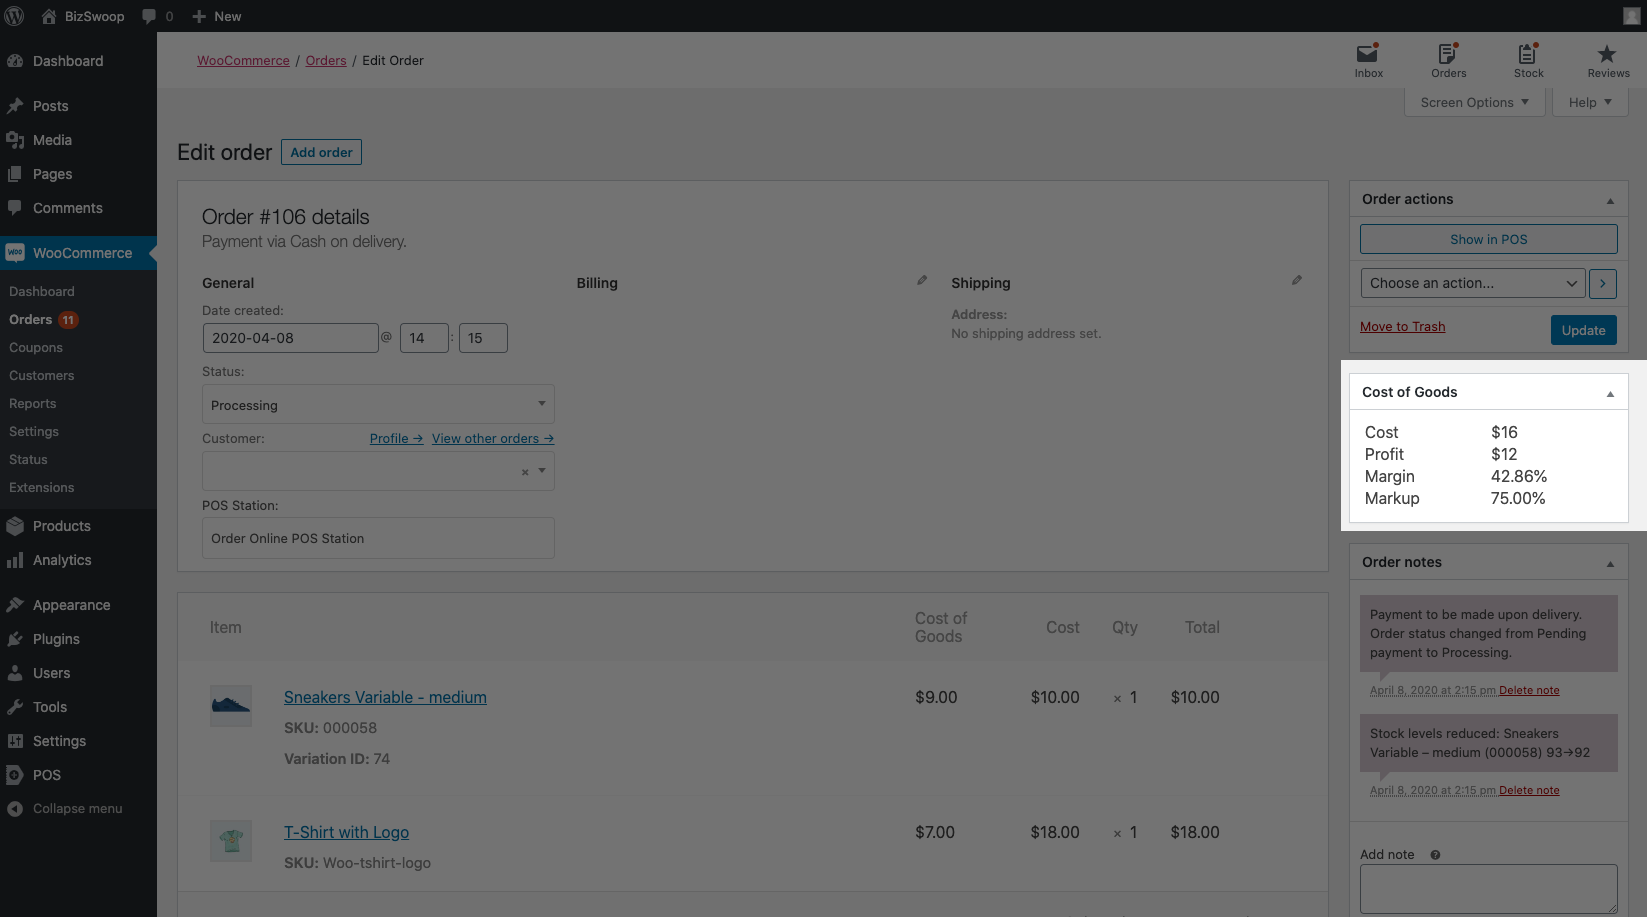 BizSwoop 0 New
WooCommerce / Orders / Edit Order
Inbox Orders Stock Reviews
Screen Options Help
Dashboard
Posts
Media
Pages
Comments
Woo WooCommerce
Dashboard
Orders 11
Coupons
Customers
Reports
Settings
Status
Extensions
Products
Analytics
Appearance
Plugins
Users
Tools
Settings
POS
Collapse menu
Edit order Add order
Order #106 details
Payment via Cash on delivery.
General
Date created:
2020-04-08 @ 14 : 15
Status:
Processing
Customer: Profile → View other orders →
×
POS Station:
Order Online POS Station
Billing
Shipping
Address:
No shipping address set.
Item Cost of Goods Cost Qty Total
Sneakers Variable - medium $9.00 $10.00 × 1 $10.00
SKU: 000058
Variation ID: 74
T-Shirt with Logo $7.00 $18.00 × 1 $18.00
SKU: Woo-tshirt-logo
Order actions
Show in POS
Choose an action...
Move to Trash Update
Cost of Goods
Cost $16
Profit $12
Margin 42.86%
Markup 75.00%
Order notes
Payment to be made upon delivery.
Order status changed from Pending
payment to Processing.
April 8, 2020 at 2:15 pm Delete note
Stock levels reduced: Sneakers
Variable – medium (000058) 93→92
April 8, 2020 at 2:15 pm Delete note
Add note ?